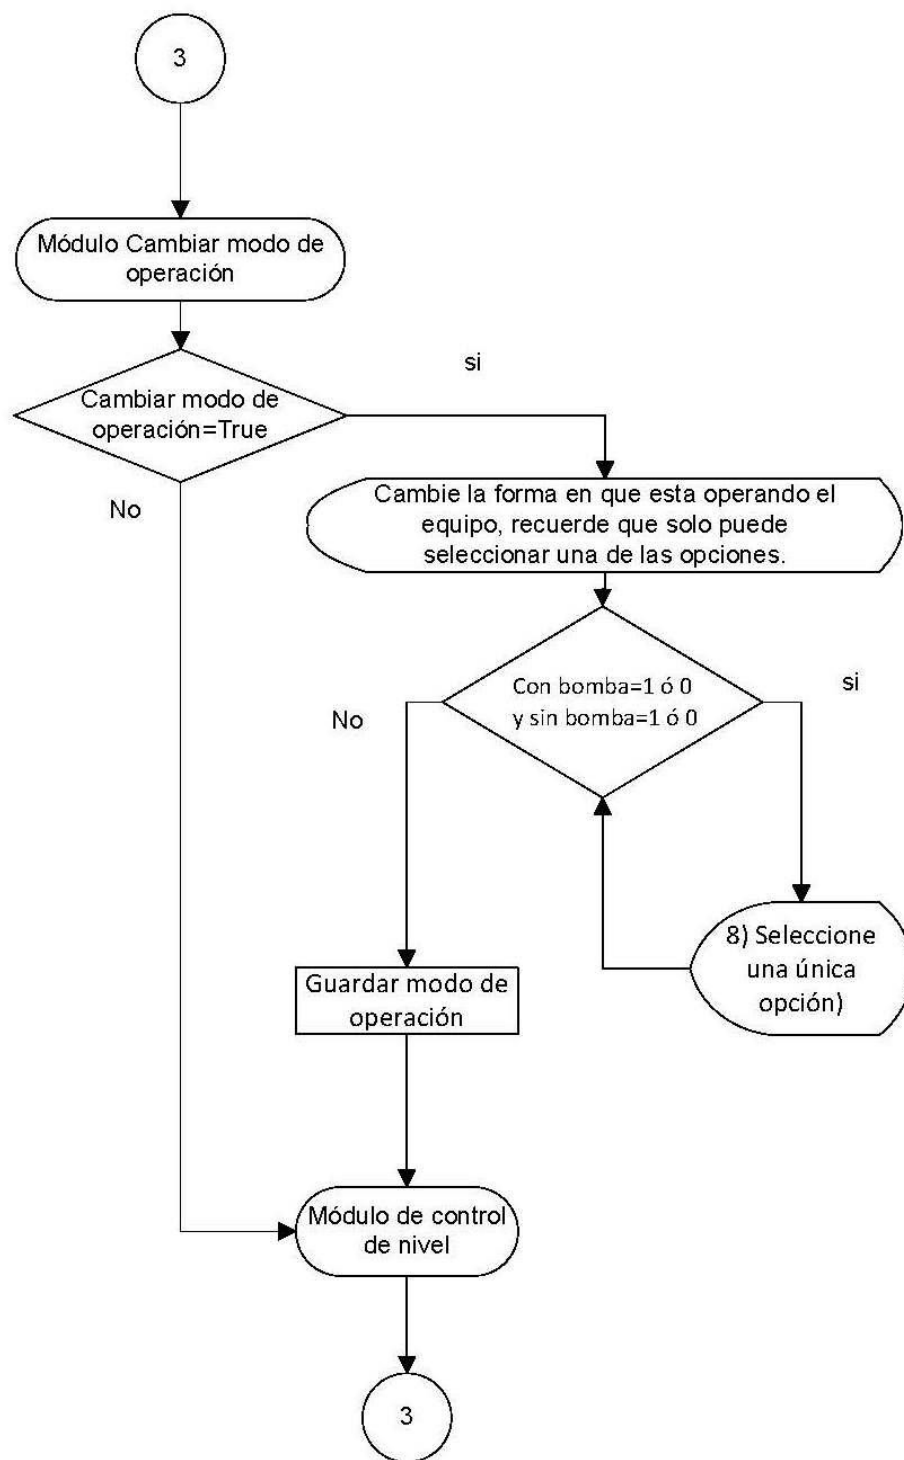 3
Módulo Cambiar modo de
operación
si
Cambiar modo de
operación=True
No
Cambie la forma en que esta operando el
equipo, recuerde que solo puede
seleccionar una de las opciones.
Con bomba=1 ó 0
y sin bomba=1 ó 0
si
No
8) Seleccione
una única
opción)
Guardar modo de
operación
Módulo de control
de nivel
3